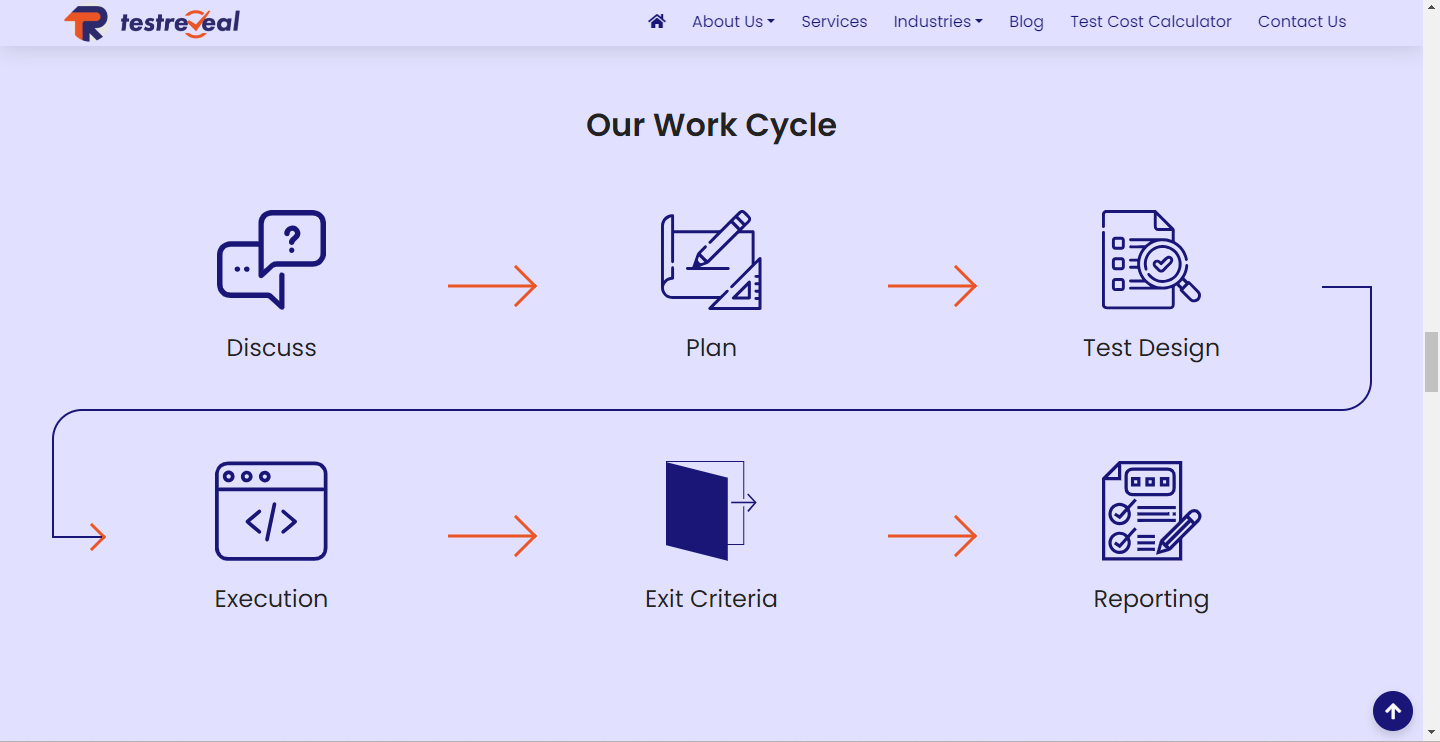 testreveal
About Us Services Industries Blog Test Cost Calculator Contact Us
Our Work Cycle
?
Discuss Plan Test Design
</>
Execution Exit Criteria Reporting